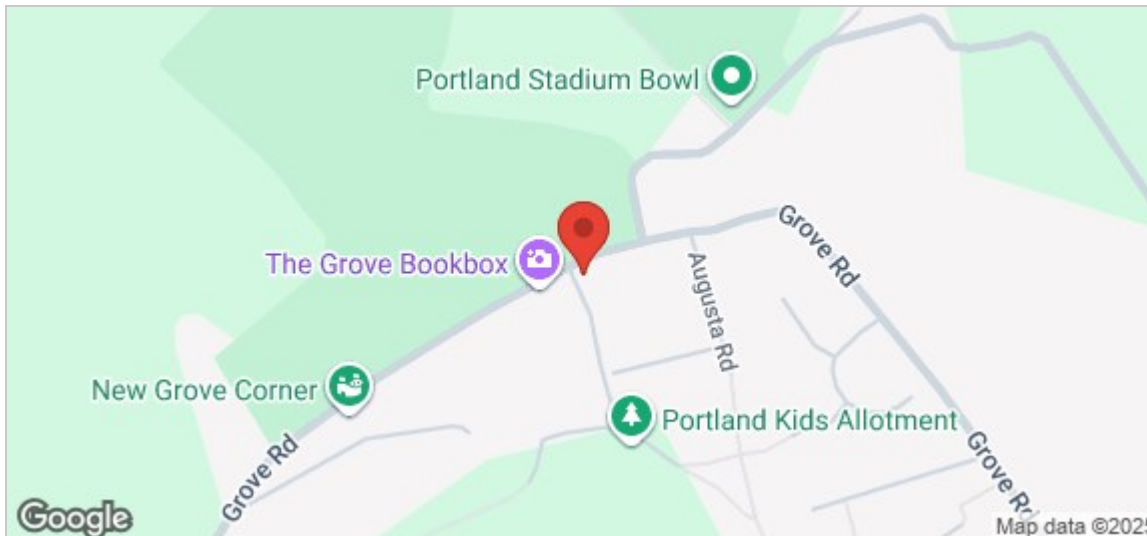 Portland Stadium Bowl
Grove Rd
The Grove Bookbox
Augusta Rd
New Grove Corner
Portland Kids Allotment
Grove Rd
Grove Rd
Google
Map data ©2025